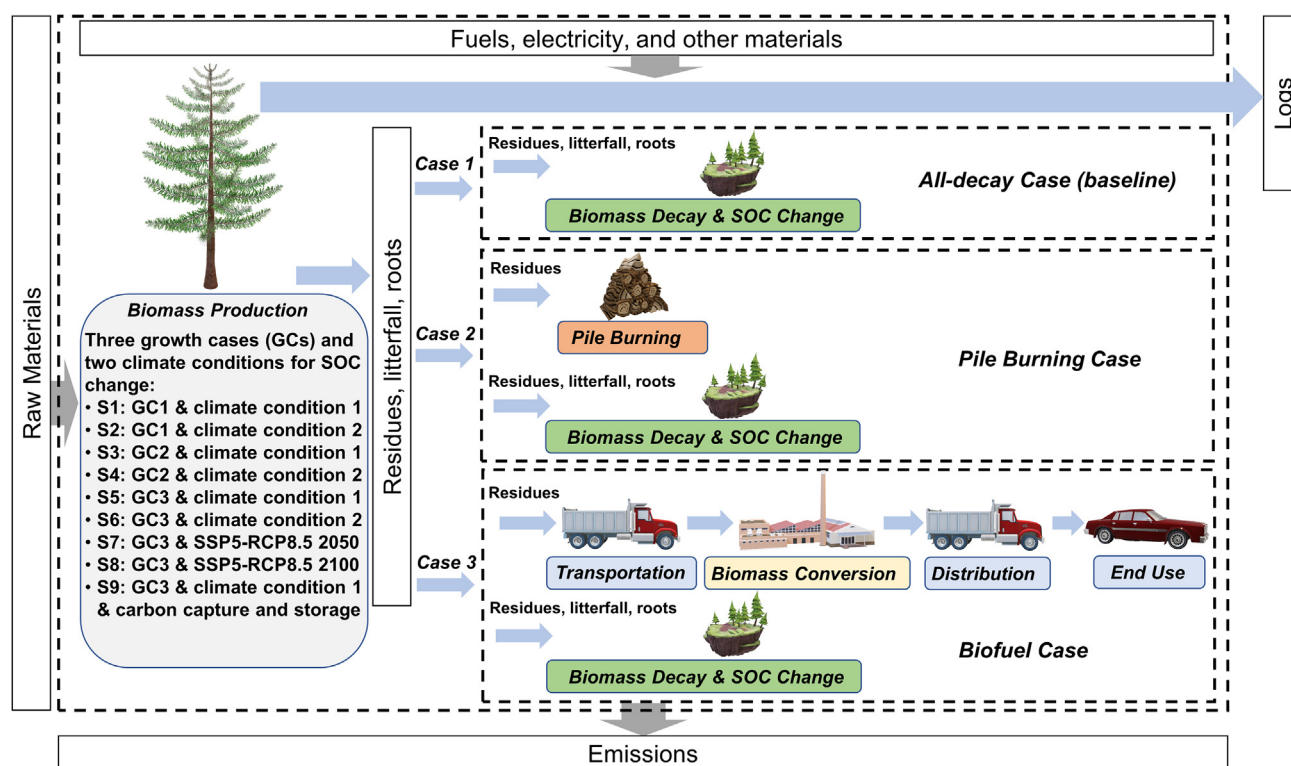 Fuels, electricity, and other materials
Raw Materials
Logs
Biomass Production
Three growth cases (GCs) and
two climate conditions for SOC
change:
• S1: GC1 & climate condition 1
• S2: GC1 & climate condition 2
• S3: GC2 & climate condition 1
• S4: GC2 & climate condition 2
• S5: GC3 & climate condition 1
• S6: GC3 & climate condition 2
• S7: GC3 & SSP5-RCP8.5 2050
• S8: GC3 & SSP5-RCP8.5 2100
• S9: GC3 & climate condition 1
& carbon capture and storage
Residues, litterfall, roots
Case 1
Residues, litterfall, roots
Biomass Decay & SOC Change
All-decay Case (baseline)
Case 2
Residues
Pile Burning
Residues, litterfall, roots
Biomass Decay & SOC Change
Pile Burning Case
Case 3
Residues
Transportation
Biomass Conversion
Distribution
End Use
Residues, litterfall, roots
Biomass Decay & SOC Change
Biofuel Case
Emissions